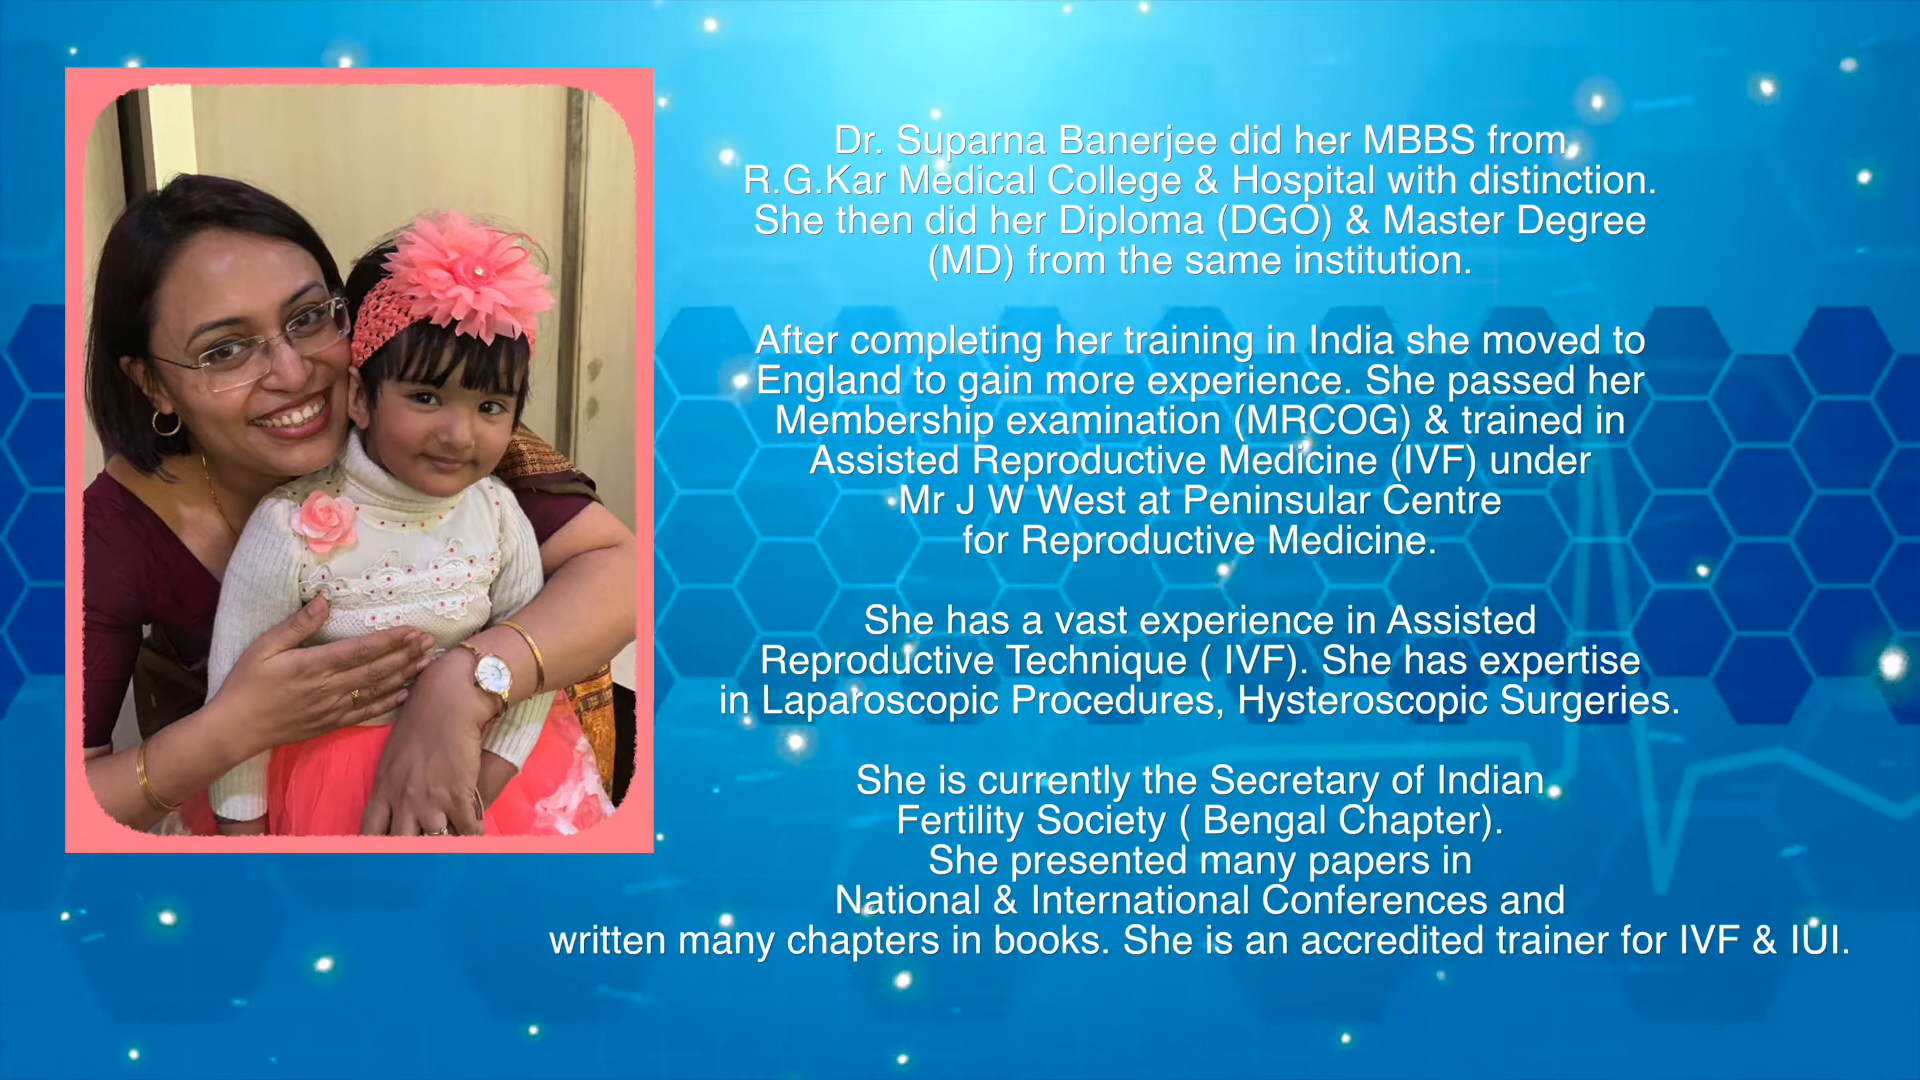 Dr. Suparna Banerjee did her MBBS from
R.G.Kar Medical College & Hospital with distinction.
She then did her Diploma (DGO) & Master Degree
(MD) from the same institution.
After completing her training in India she moved to
England to gain more experience. She passed her
Membership examination (MRCOG) & trained in
Assisted Reproductive Medicine (IVF) under
Mr J W West at Peninsular Centre
for Reproductive Medicine.
She has a vast experience in Assisted
Reproductive Technique ( IVF). She has expertise
in Laparoscopic Procedures, Hysteroscopic Surgeries.
She is currently the Secretary of Indian
Fertility Society ( Bengal Chapter).
She presented many papers in
National & International Conferences and
written many chapters in books. She is an accredited trainer for IVF & IUI.